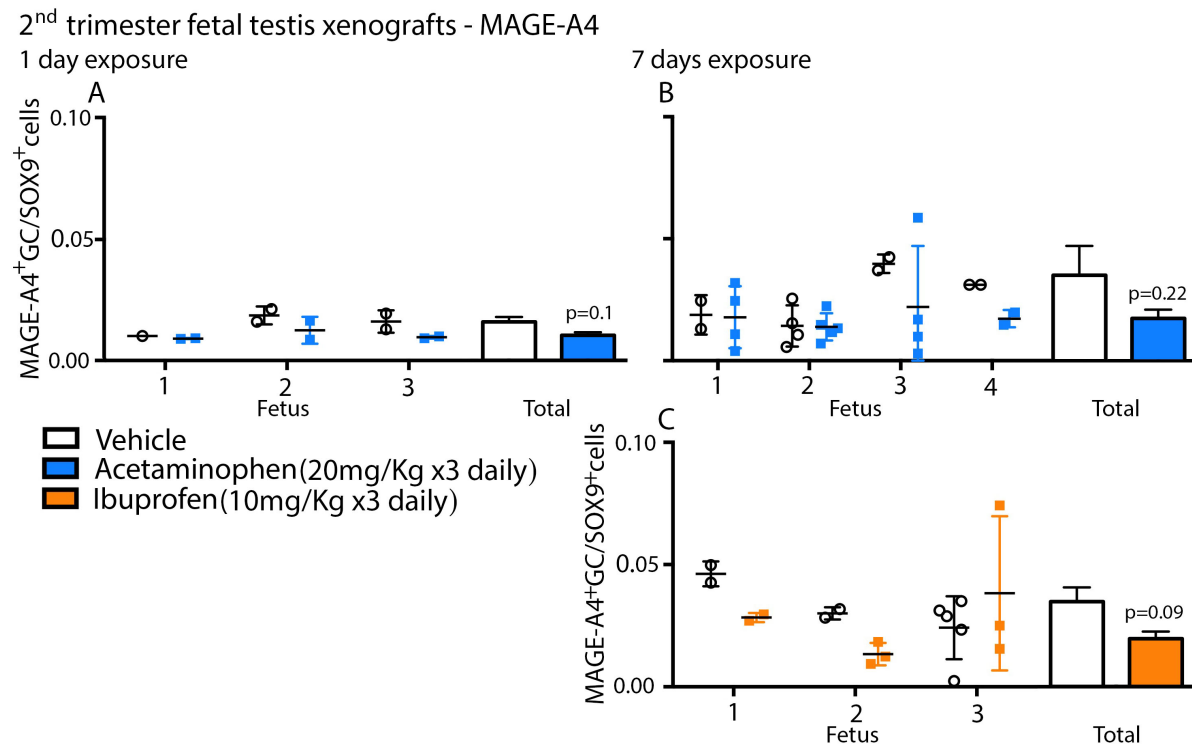 2nd trimester fetal testis xenografts - MAGE-A4
1 day exposure
7 days exposure
A
MAGE-A4+GC/SOX9+cells
0.10
0.05
0.00
p=0.1
1 2 3
Fetus Total
B
p=0.22
1 2 3 4
Fetus Total
Vehicle
Acetaminophen(20mg/Kg x3 daily)
Ibuprofen(10mg/Kg x3 daily)
C
MAGE-A4+GC/SOX9+cells
0.10
0.05
0.00
p=0.09
1 2 3
Fetus Total